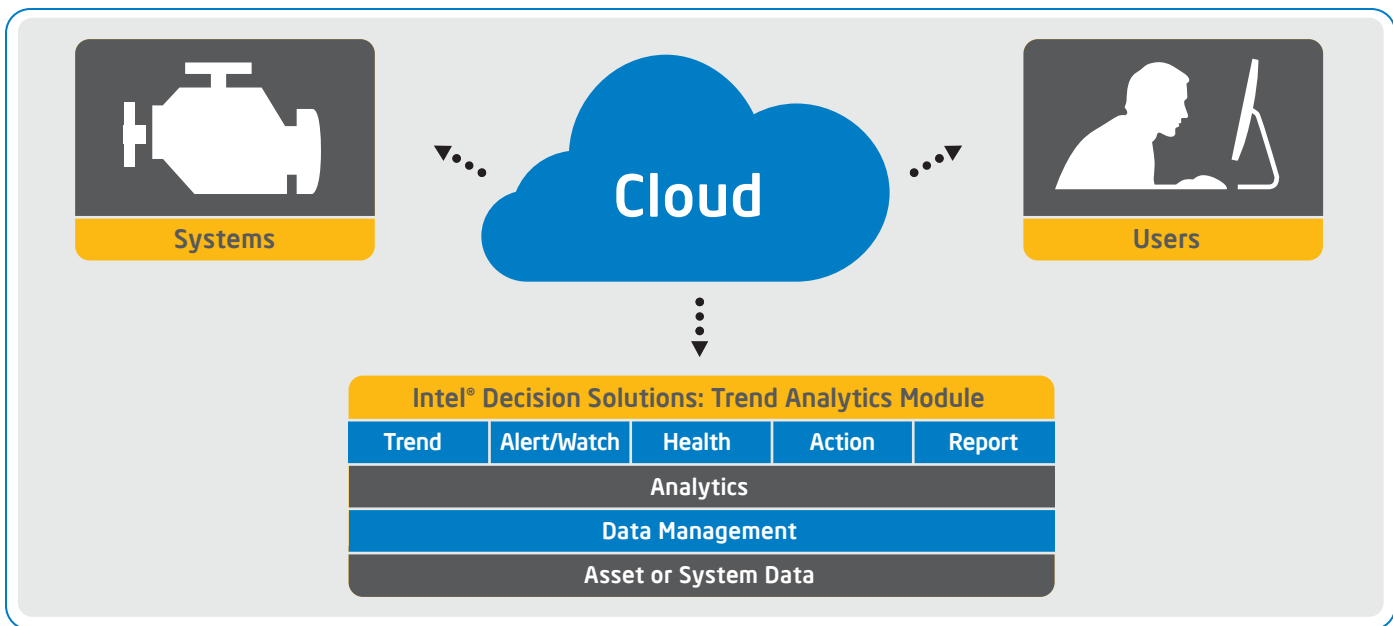 Cloud
Systems
Users
Intel® Decision Solutions: Trend Analytics Module
Trend Alert/Watch Health Action Report
Analytics
Data Management
Asset or System Data